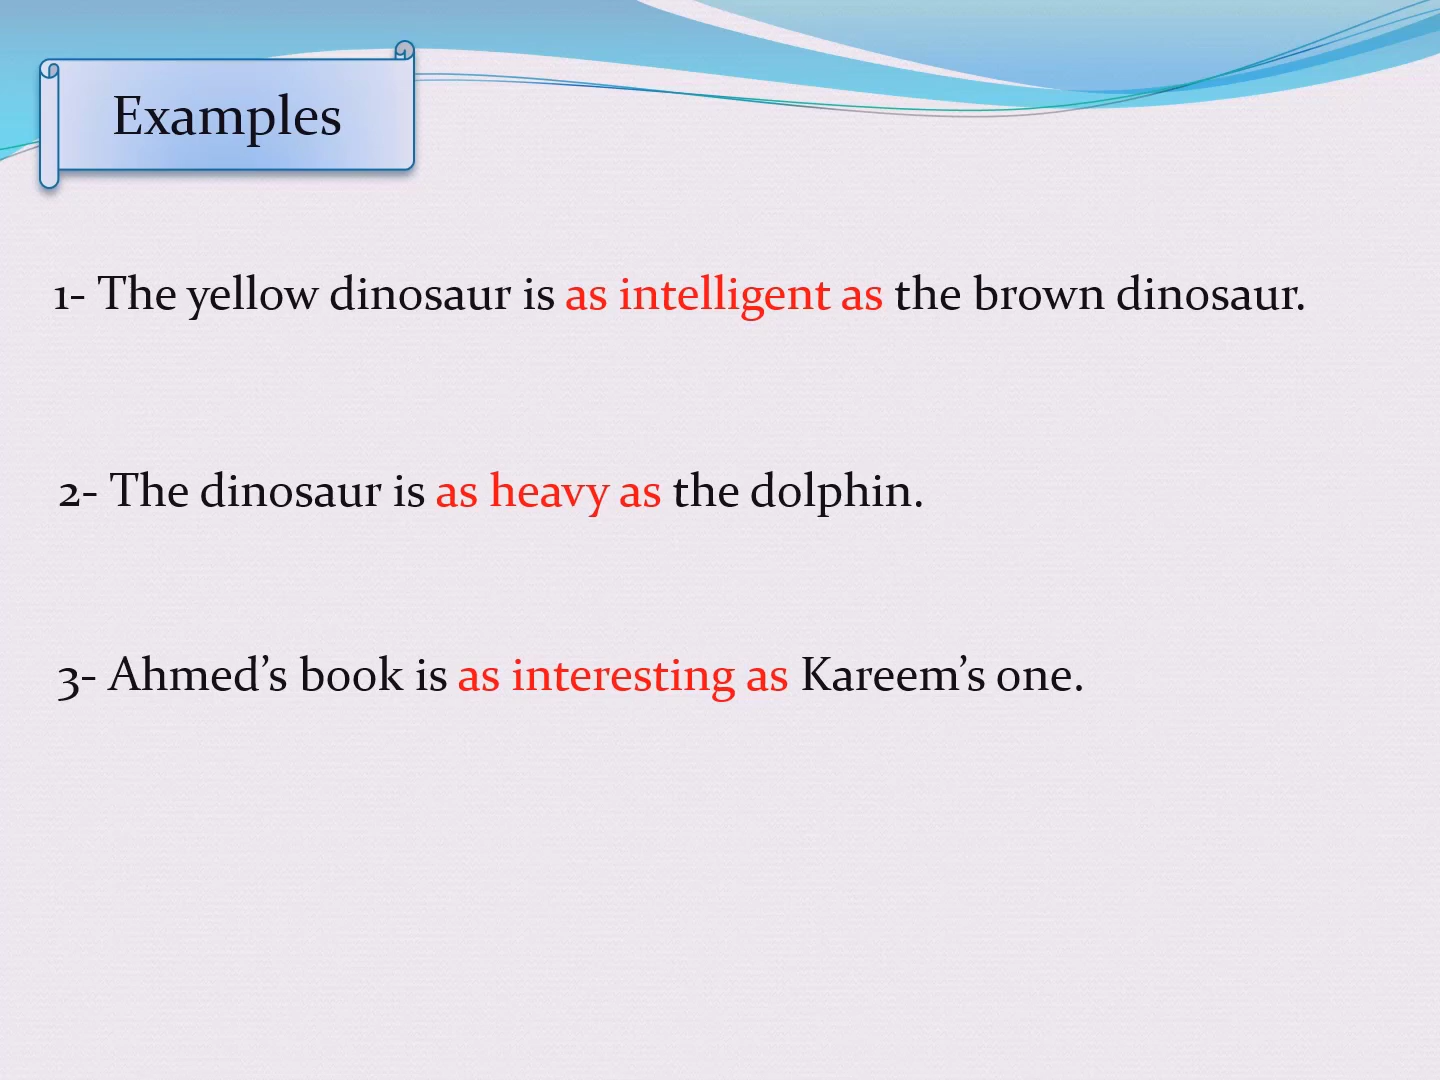 Examples
1- The yellow dinosaur is as intelligent as the brown dinosaur.
2- The dinosaur is as heavy as the dolphin.
3- Ahmed’s book is as interesting as Kareem’s one.